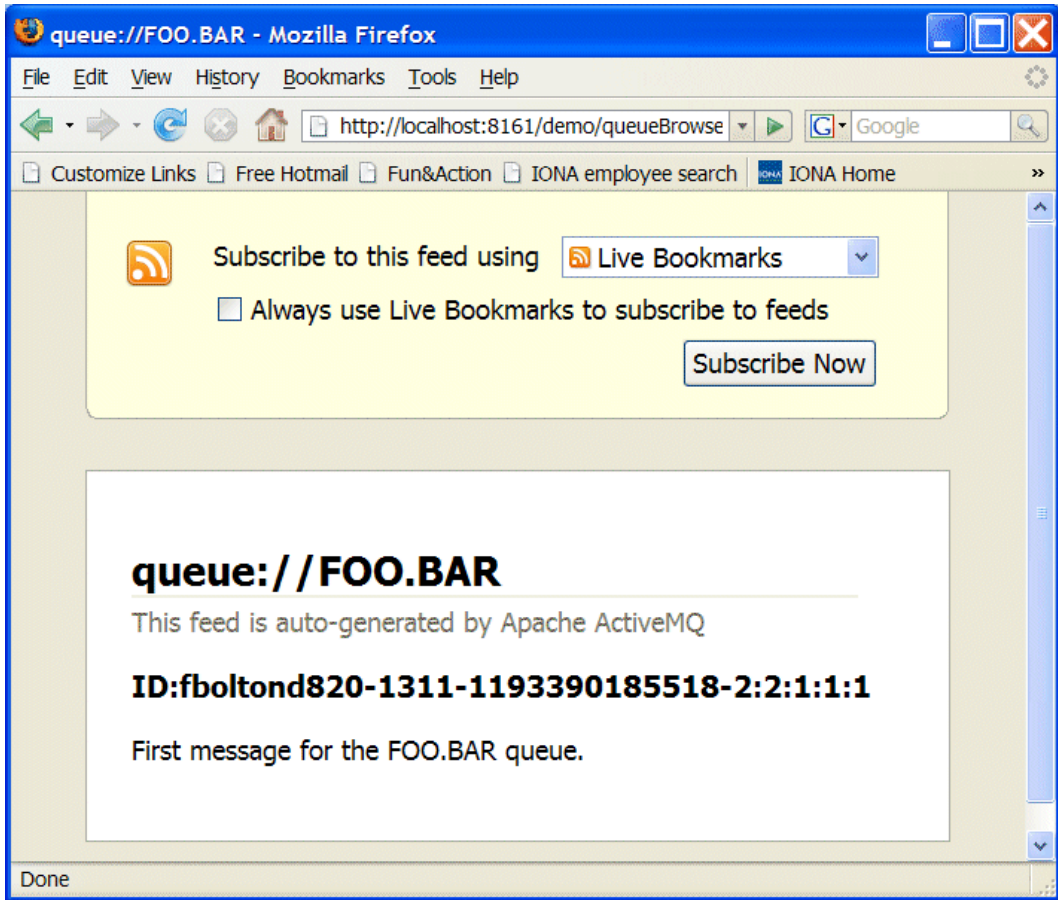 queue://FOO.BAR - Mozilla Firefox
File Edit View History Bookmarks Tools Help
http://localhost:8161/demo/queueBrowse G Google
Customize Links Free Hotmail Fun&Action IONA employee search IONA IONA Home »
Subscribe to this feed using Live Bookmarks
Always use Live Bookmarks to subscribe to feeds
Subscribe Now
queue://FOO.BAR
This feed is auto-generated by Apache ActiveMQ
ID:fboltond820-1311-1193390185518-2:2:1:1:1
First message for the FOO.BAR queue.
Done